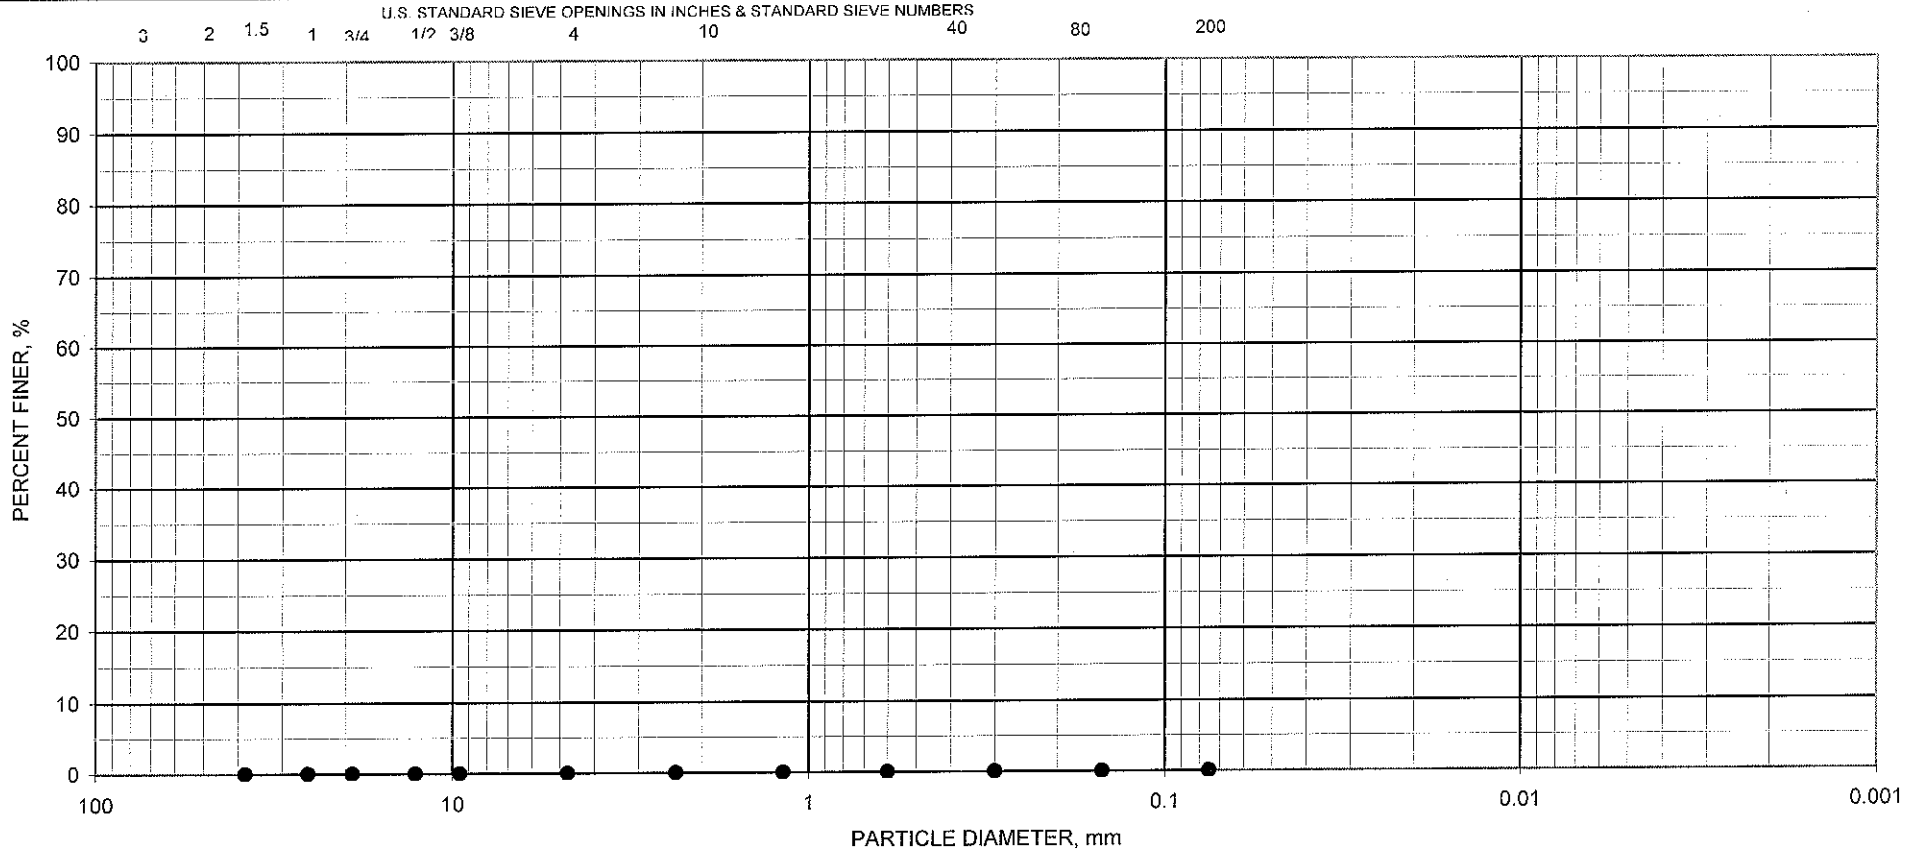 U.S. STANDARD SIEVE OPENINGS IN INCHES & STANDARD SIEVE NUMBERS
3 2 1.5 1 3/4 1/2 3/8 4 10 40 80 200
100
90
80
70
60
50
40
30
20
10
0
PERCENT FINER, %
100 10 1 0.1 0.01 0.001
PARTICLE DIAMETER, mm